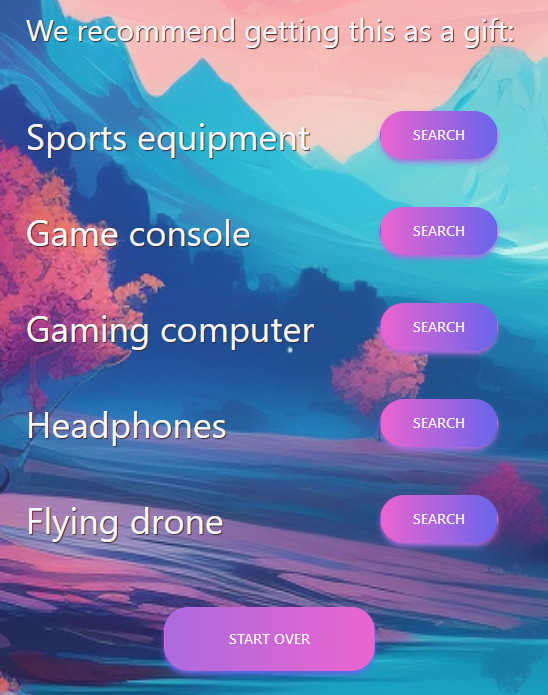 We recommend getting this as a gift:
Sports equipment SEARCH
Game console SEARCH
Gaming computer SEARCH
Headphones SEARCH
Flying drone SEARCH
START OVER